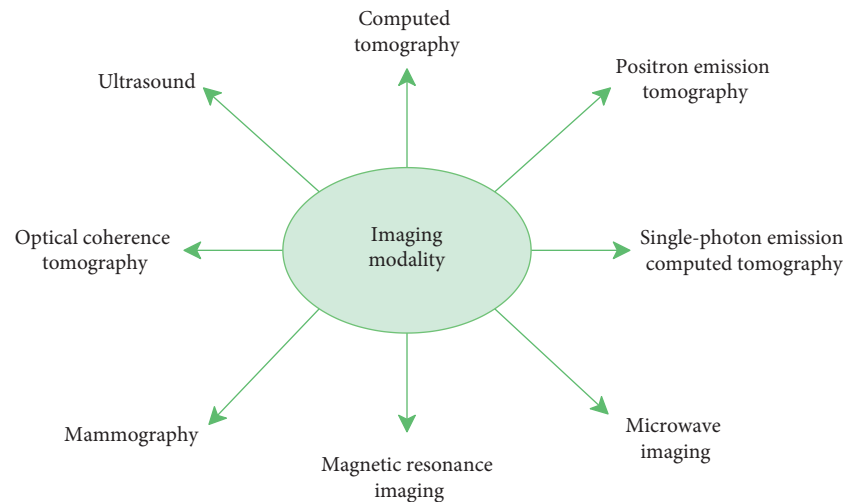 Computed
tomography
Ultrasound
Positron emission
tomography
Optical coherence
tomography
Imaging
modality
Single-photon emission
computed tomography
Mammography
Magnetic resonance
imaging
Microwave
imaging